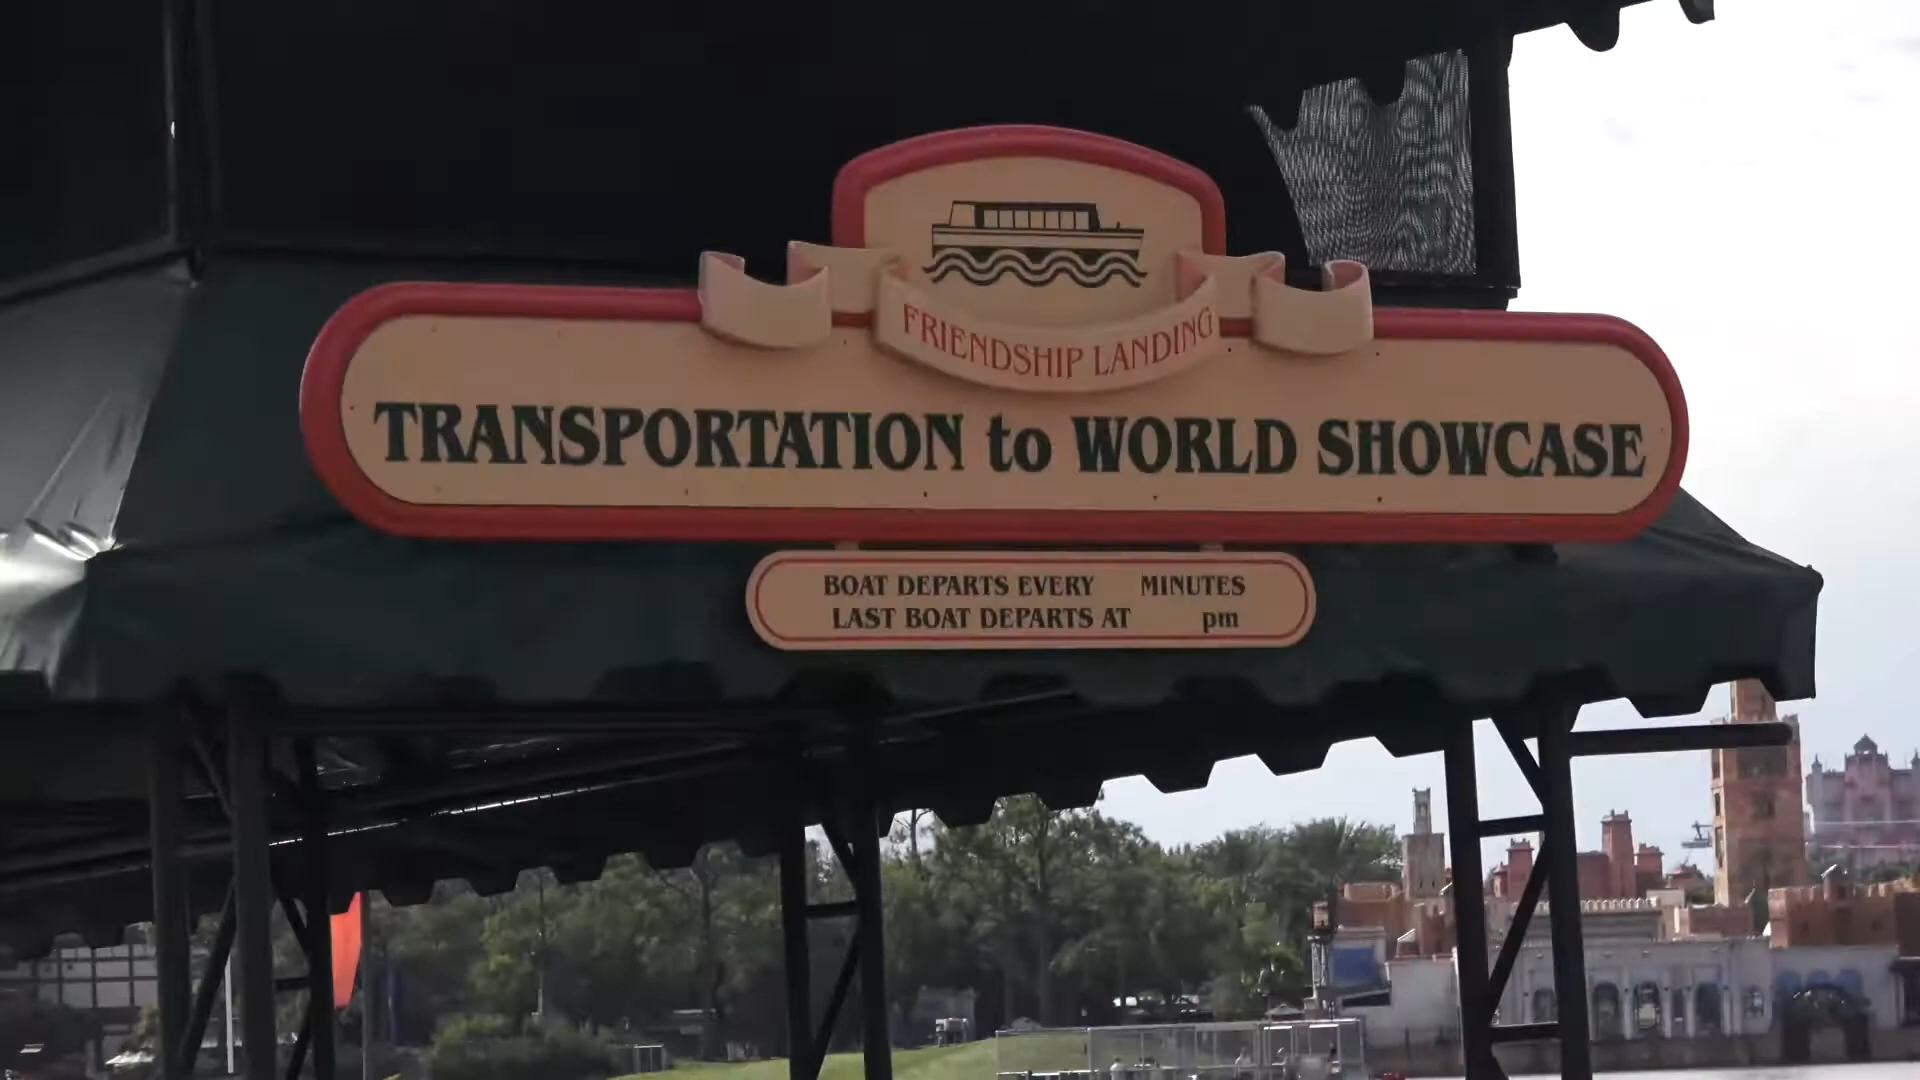 FRIENDSHIP LANDING
TRANSPORTATION to WORLD SHOWCASE
BOAT DEPARTS EVERY MINUTES
LAST BOAT DEPARTS AT pm